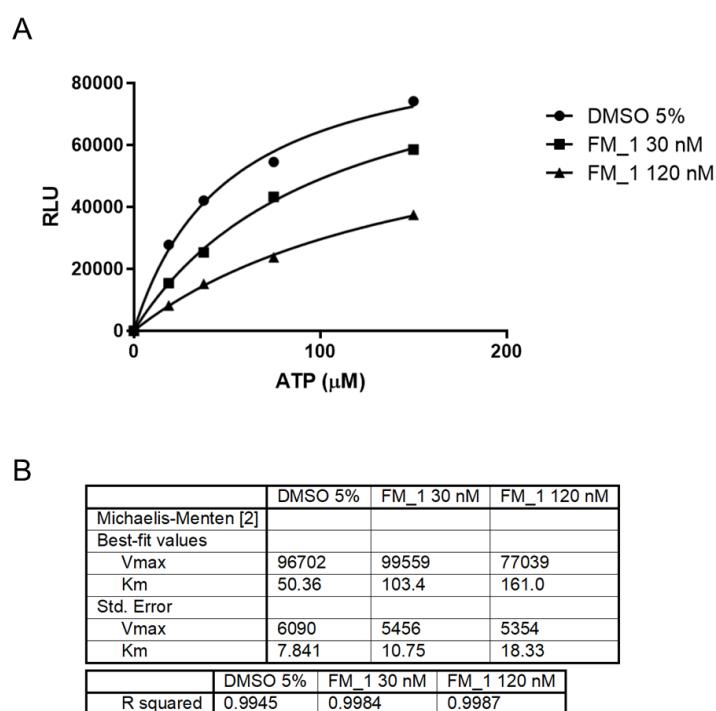 A
80000
60000
40000
20000
0
RLU
0 100 200
ATP (μM)
DMSO 5%
FM_1 30 nM
FM_1 120 nM
B
DMSO 5% FM_1 30 nM FM_1 120 nM
Michaelis-Menten [2]
Best-fit values
Vmax 96702 99559 77039
Km 50.36 103.4 161.0
Std. Error
Vmax 6090 5456 5354
Km 7.841 10.75 18.33
DMSO 5% FM_1 30 nM FM_1 120 nM
R squared 0.9945 0.9984 0.9987